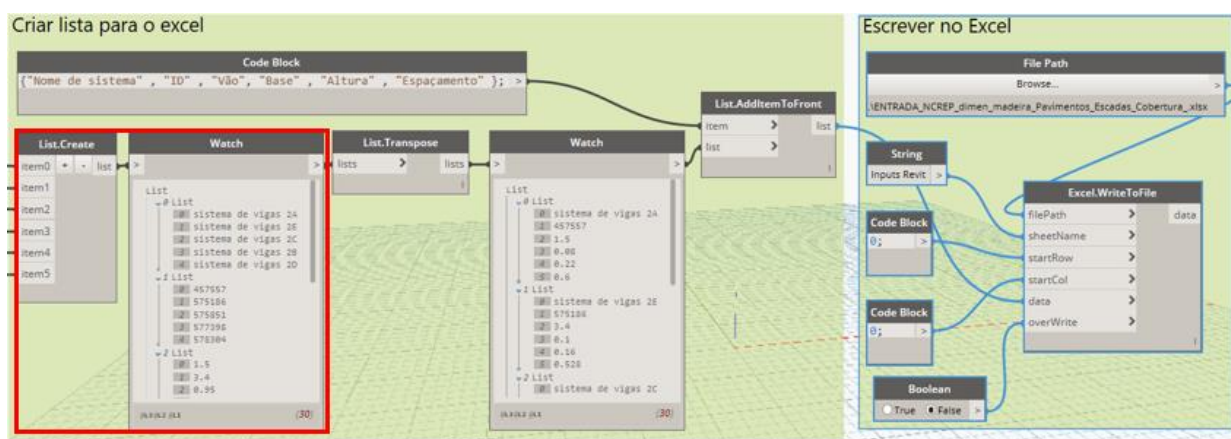 Criar lista para o excel
Code Block
{"Nome de sistema" , "ID" , "Vão", "Base" , "Altura" , "Espaçamento" }; >
List.Create
item0 + - list
item1
item2
item3
item4
item5
Watch
> >
List
0 List
0 sistema de vigas 2A
1 sistema de vigas 2E
2 sistema de vigas 2C
3 sistema de vigas 2B
4 sistema de vigas 2D
1 List
0 457557
1 575186
2 575851
3 577398
4 578304
2 List
0 1.5
1 3.4
2 0.95
{30}
List.Transpose
lists > lists
Watch
> >
List
0 List
0 sistema de vigas 2A
1 457557
2 1.5
3 0.08
4 0.22
5 0.6
1 List
0 sistema de vigas 2E
1 575186
2 3.4
3 0.1
4 0.16
5 0.528
2 List
0 sistema de vigas 2C
{30}
List.AddItemToFront
item > list
list >
Escrever no Excel
File Path
Browse... >
.\ENTRADA_NCREP_dimen_madeira_Pavimentos_Escadas_Cobertura_.xlsx
String
Inputs Revit >
Code Block
0; >
Code Block
0; >
Boolean
True False >
Excel.WriteToFile
filePath > data
sheetName >
startRow >
startCol >
data >
overWrite >